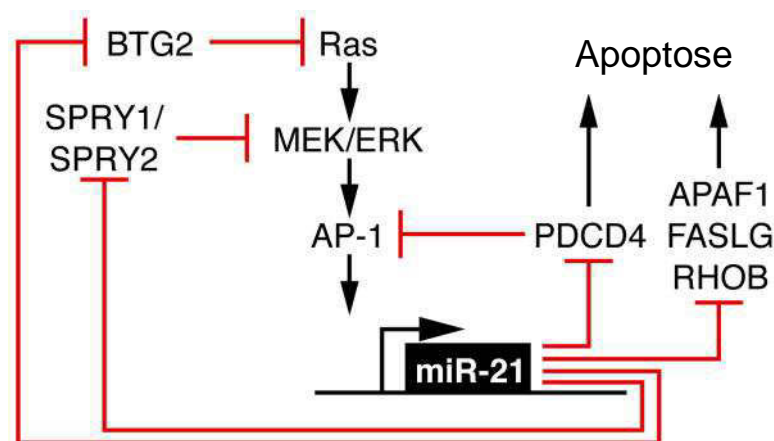 BTG2
Ras
Apoptose
SPRY1/
SPRY2
MEK/ERK
AP-1
PDCD4
APAF1
FASLG
RHOB
miR-21